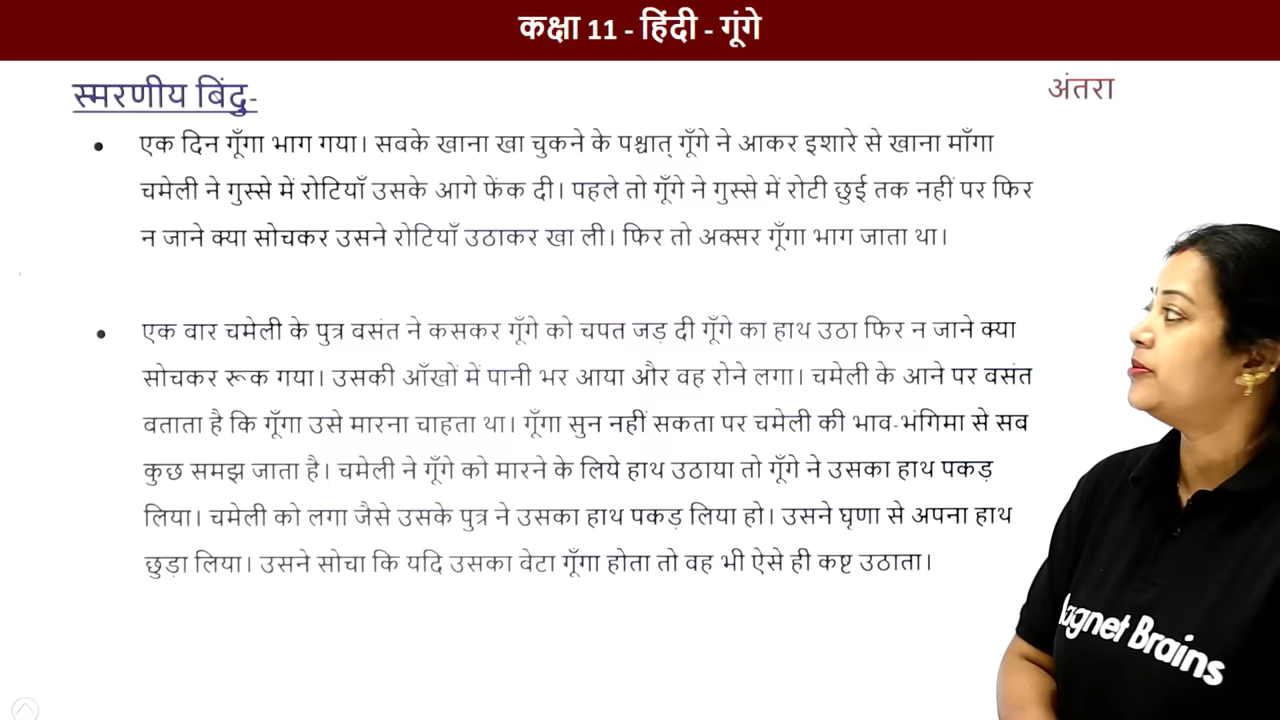 कक्षा 11 - हिंदी - गूंगे
स्मरणीय बिंदु-
अंतरा
एक दिन गूँगा भाग गया। सबके खाना खा चुकने के पश्चात् गूँगे ने आकर इशारे से खाना माँगा
चमेली ने गुस्से में रोटियाँ उसके आगे फेंक दी। पहले तो गूँगे ने गुस्से में रोटी छुई तक नहीं पर फिर
न जाने क्या सोचकर उसने रोटियाँ उठाकर खा ली। फिर तो अक्सर गूँगा भाग जाता था।
एक वार चमेली के पुत्र वसंत ने कसकर गूँगे को चपत जड़ दी गूँगे का हाथ उठा फिर न जाने क्या
सोचकर रूक गया। उसकी आँखों में पानी भर आया और वह रोने लगा। चमेली के आने पर बसंत
बताता है कि गूँगा उसे मारना चाहता था। गूँगा सुन नहीं सकता पर चमेली की भाव-भंगिमा से सब
कुछ समझ जाता है। चमेली ने गूँगे को मारने के लिये हाथ उठाया तो गूँगे ने उसका हाथ पकड़
लिया। चमेली को लगा जैसे उसके पुत्र ने उसका हाथ पकड़ लिया हो। उसने घृणा से अपना हाथ
छुड़ा लिया। उसने सोचा कि यदि उसका वेटा गूँगा होता तो वह भी ऐसे ही कष्ट उठाता।
agnet Brains